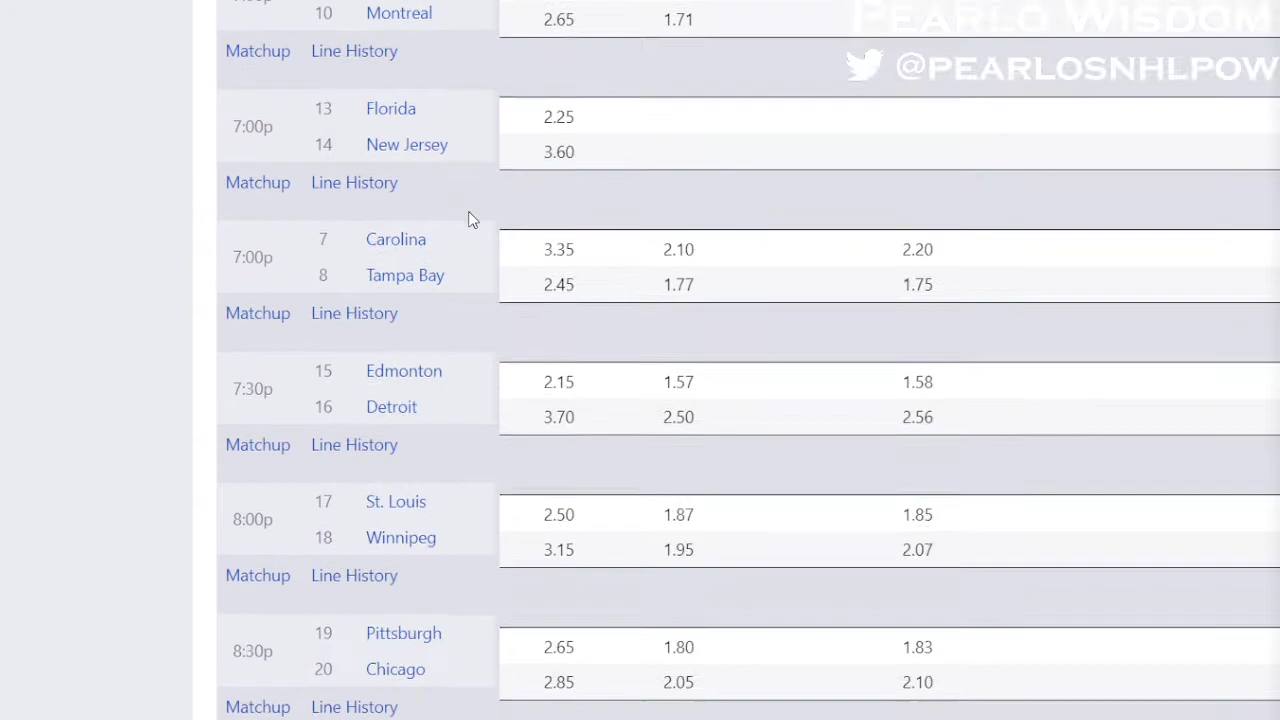 10 Montreal 2.65 1.71
PEARLO WISDOM
Matchup Line History
@PEARLOSNHLPOW
7:00p
13 Florida 2.25
14 New Jersey 3.60
Matchup Line History
7:00p
7 Carolina 3.35 2.10 2.20
8 Tampa Bay 2.45 1.77 1.75
Matchup Line History
7:30p
15 Edmonton 2.15 1.57 1.58
16 Detroit 3.70 2.50 2.56
Matchup Line History
8:00p
17 St. Louis 2.50 1.87 1.85
18 Winnipeg 3.15 1.95 2.07
Matchup Line History
8:30p
19 Pittsburgh 2.65 1.80 1.83
20 Chicago 2.85 2.05 2.10
Matchup Line History